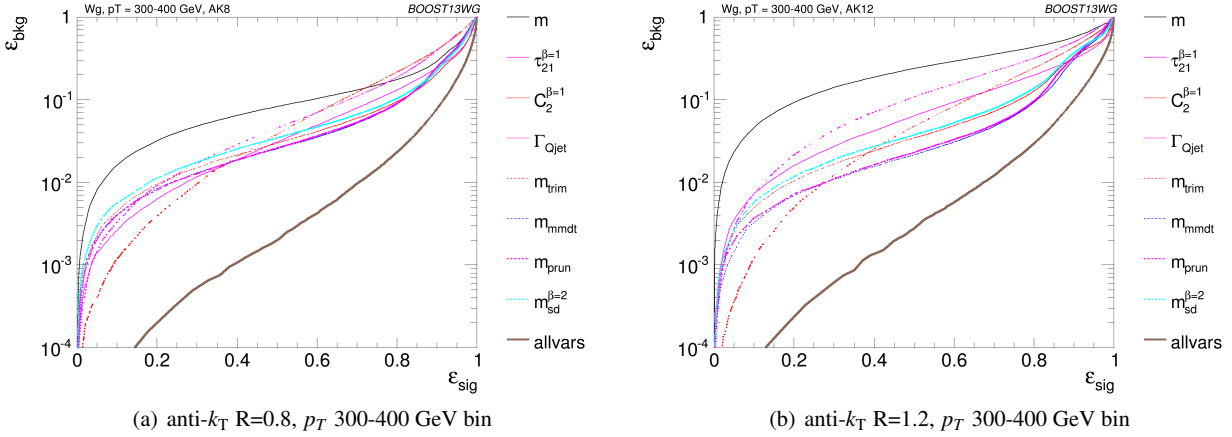 Wg, pT = 300-400 GeV, AK8 BOOST13WG
ε_bkg
1
10^-1
10^-2
10^-3
10^-4
0 0.2 0.4 0.6 0.8 1
ε_sig
m
τ_21^β=1
C_2^β=1
Γ_Qjet
m_trim
m_mmdt
m_prun
m_sd^β=2
allvars
(a) anti-k_T R=0.8, p_T 300-400 GeV bin
Wg, pT = 300-400 GeV, AK12 BOOST13WG
ε_bkg
1
10^-1
10^-2
10^-3
10^-4
0 0.2 0.4 0.6 0.8 1
ε_sig
m
τ_21^β=1
C_2^β=1
Γ_Qjet
m_trim
m_mmdt
m_prun
m_sd^β=2
allvars
(b) anti-k_T R=1.2, p_T 300-400 GeV bin